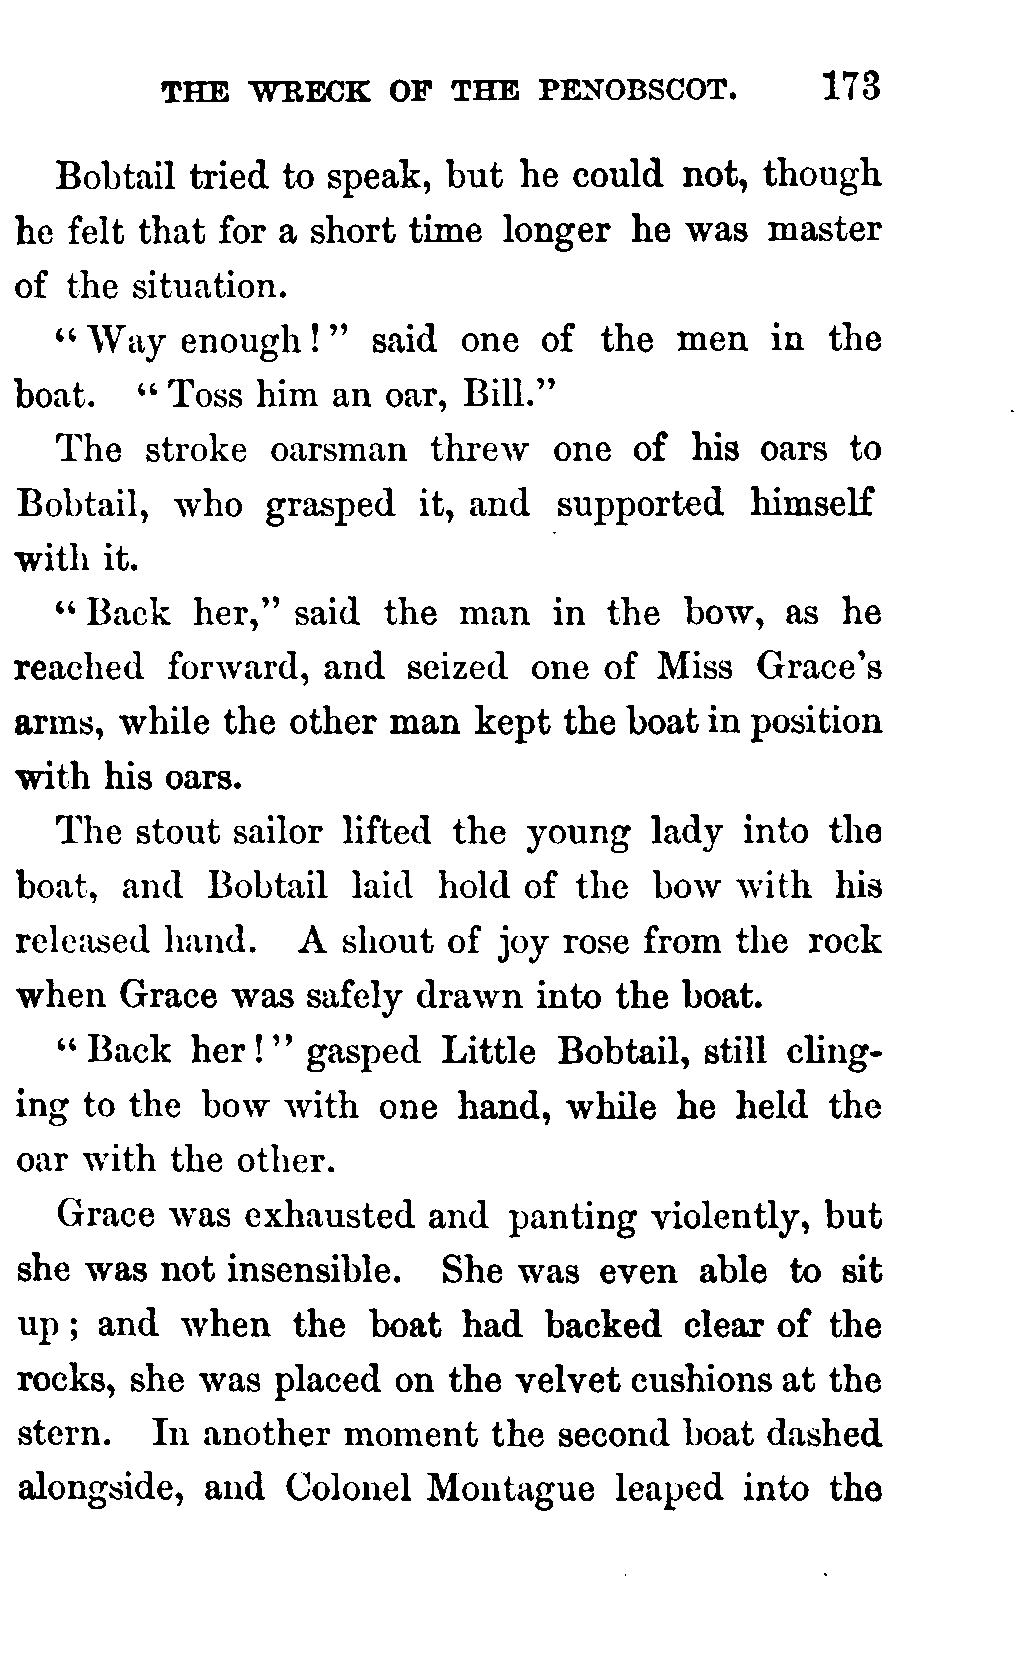 THE WRECK OF THE PENOBSCOT. 173
Bobtail tried to speak, but he could not, though
he felt that for a short time longer he was master
of the situation.
"Way enough!" said one of the men in the
boat. "Toss him an oar, Bill."
The stroke oarsman threw one of his oars to
Bobtail, who grasped it, and supported himself
with it.
"Back her," said the man in the bow, as he
reached forward, and seized one of Miss Grace's
arms, while the other man kept the boat in position
with his oars.
The stout sailor lifted the young lady into the
boat, and Bobtail laid hold of the bow with his
released hand. A shout of joy rose from the rock
when Grace was safely drawn into the boat.
"Back her!" gasped Little Bobtail, still cling-
ing to the bow with one hand, while he held the
oar with the other.
Grace was exhausted and panting violently, but
she was not insensible. She was even able to sit
up; and when the boat had backed clear of the
rocks, she was placed on the velvet cushions at the
stern. In another moment the second boat dashed
alongside, and Colonel Montague leaped into the